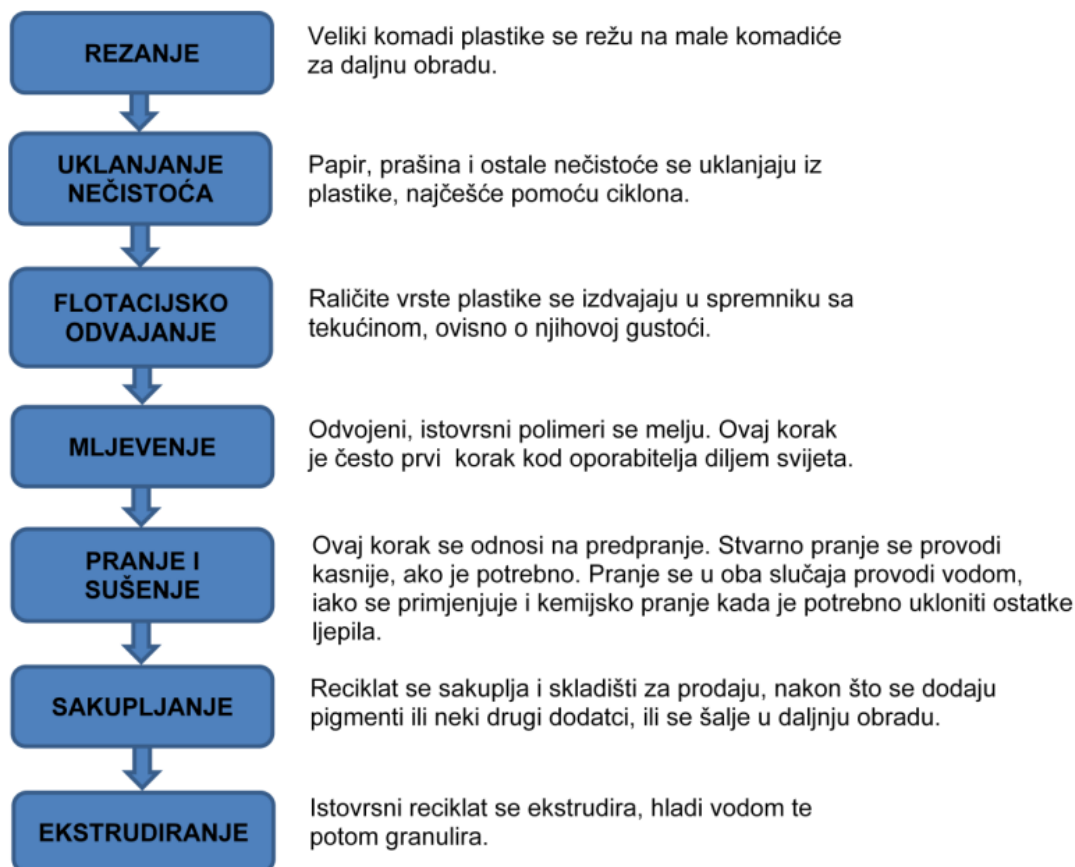 REZANJE
Veliki komadi plastike se režu na male komadiće
za daljnu obradu.
UKLANJANJE
NEČISTOĆA
Papir, prašina i ostale nečistoće se uklanjaju iz
plastike, najčešće pomoću ciklona.
FLOTACIJSKO
ODVAJANJE
Raličite vrste plastike se izdvajaju u spremniku sa
tekućinom, ovisno o njihovoj gustoći.
MLJEVENJE
Odvojeni, istovrsni polimeri se melju. Ovaj korak
je često prvi korak kod oporabitelja diljem svijeta.
PRANJE I
SUŠENJE
Ovaj korak se odnosi na predpranje. Stvarno pranje se provodi
kasnije, ako je potrebno. Pranje se u oba slučaja provodi vodom,
iako se primjenjuje i kemijsko pranje kada je potrebno ukloniti ostatke
ljepila.
SAKUPLJANJE
Reciklat se sakuplja i skladišti za prodaju, nakon što se dodaju
pigmenti ili neki drugi dodatci, ili se šalje u daljnju obradu.
EKSTRUDIRANJE
Istovrsni reciklat se ekstrudira, hladi vodom te
potom granulira.